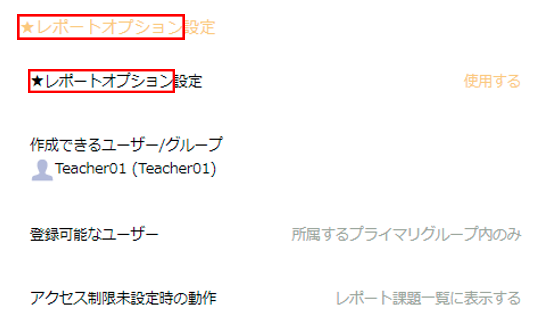 ★レポートオプション設定
★レポートオプション設定 使用する
作成できるユーザー/グループ
Teacher01 (Teacher01)
登録可能なユーザー 所属するプライマリグループ内のみ
アクセス制限未設定時の動作 レポート課題一覧に表示する